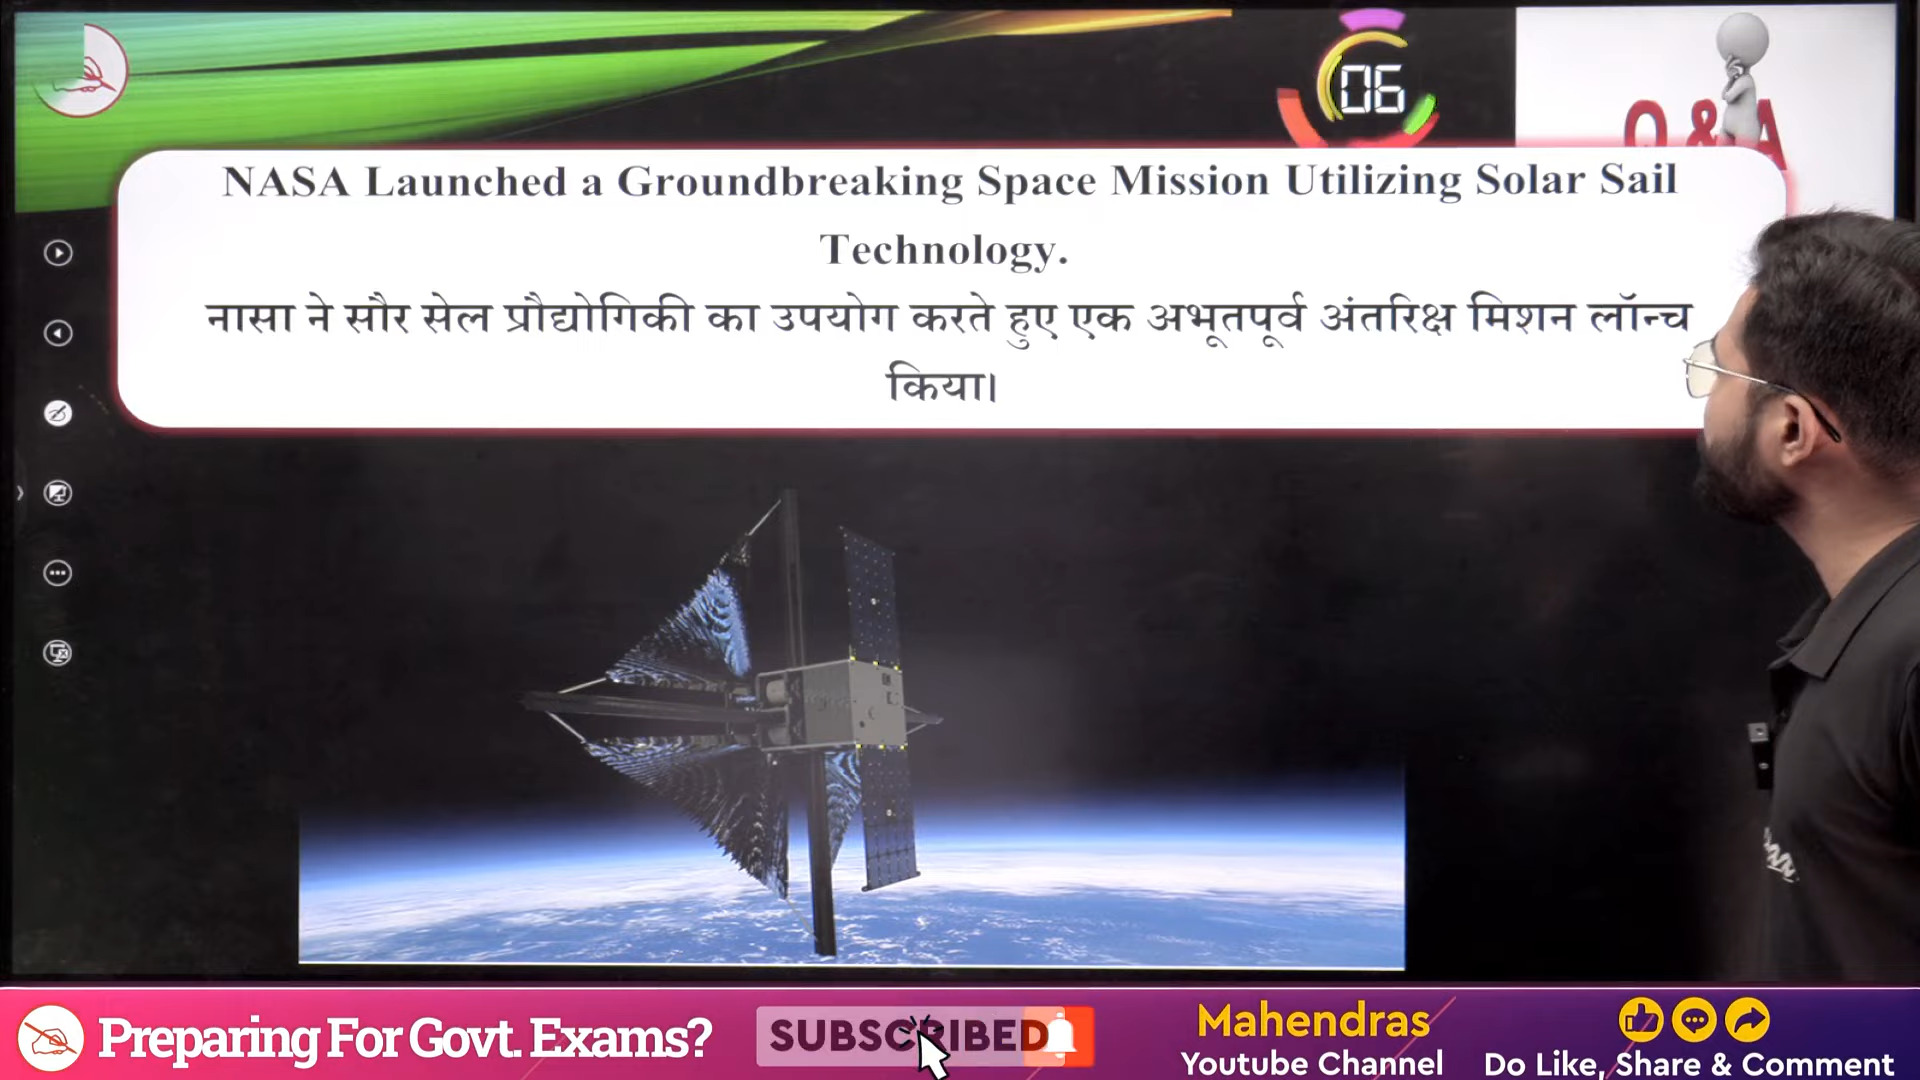 06
Q & A
NASA Launched a Groundbreaking Space Mission Utilizing Solar Sail
Technology.
नासा ने सौर सेल प्रौद्योगिकी का उपयोग करते हुए एक अभूतपूर्व अंतरिक्ष मिशन लॉन्च
किया।
Preparing For Govt. Exams?
SUBSCRIBED
Mahendras
Youtube Channel
Do Like, Share & Comment